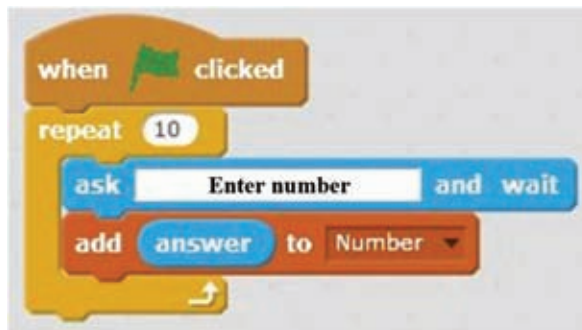 when clicked
repeat 10
ask Enter number and wait
add answer to Number